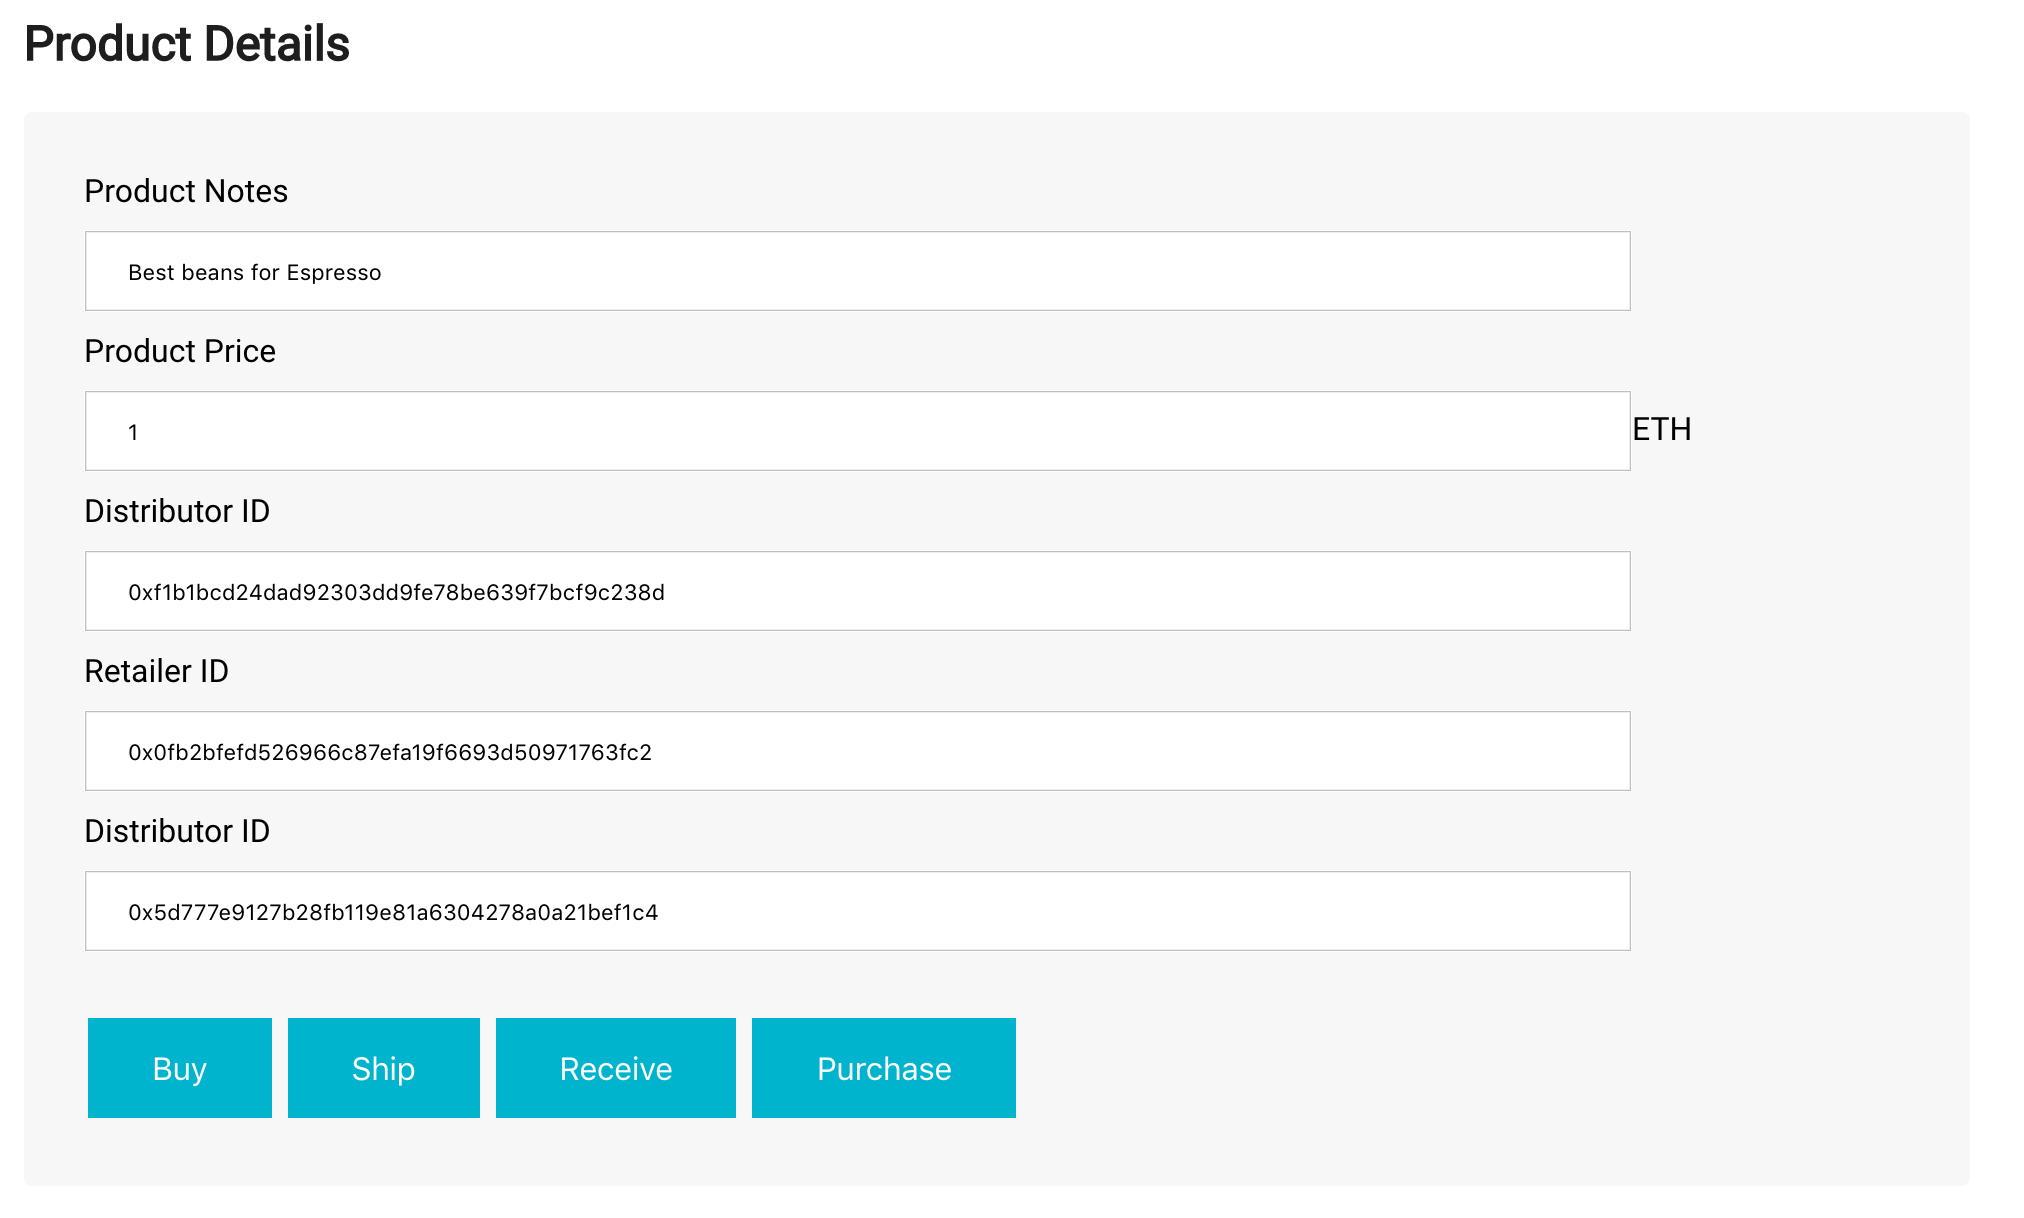 Product Details
Product Notes
Best beans for Espresso
Product Price
1
ETH
Distributor ID
0xf1b1bcd24dad92303dd9fe78be639f7bcf9c238d
Retailer ID
0x0fb2bfefd526966c87efa19f6693d50971763fc2
Distributor ID
0x5d777e9127b28fb119e81a6304278a0a21bef1c4
Buy
Ship
Receive
Purchase